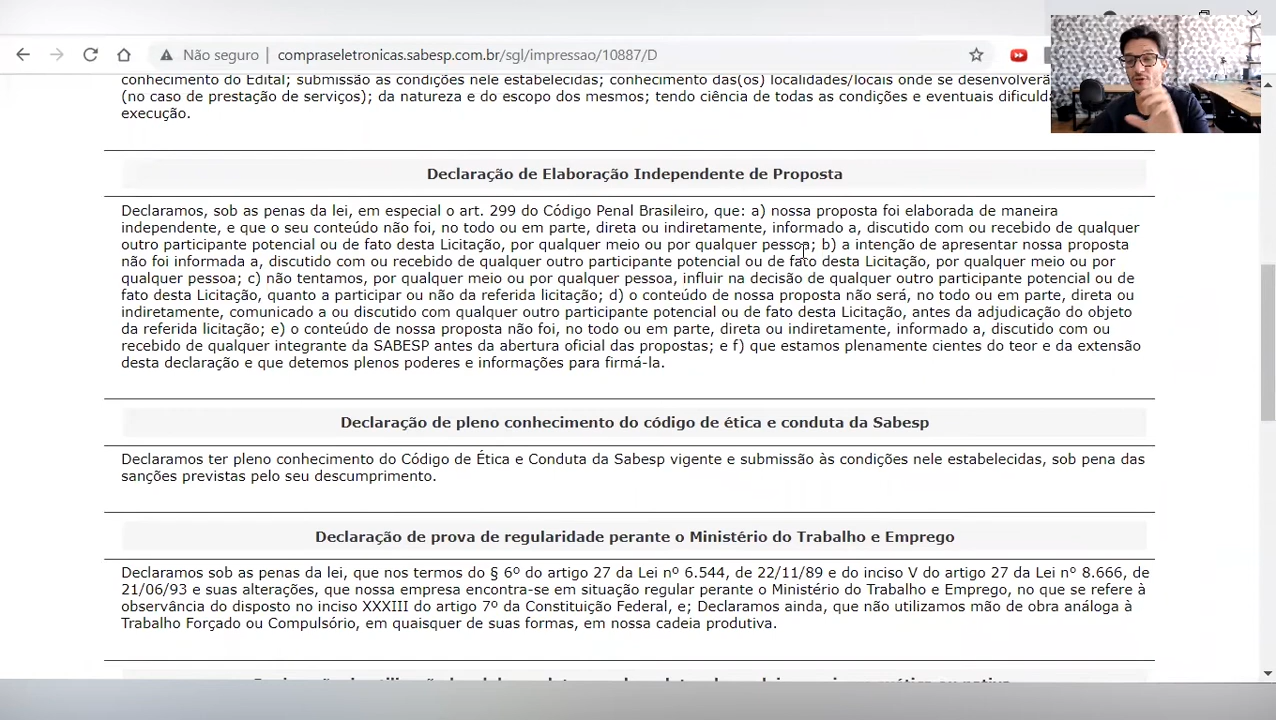 Não seguro | compraseletronicas.sabesp.com.br/sgl/impressao/10887/D
conhecimento do Edital; submissão às condições nele estabelecidas; conhecimento das(os) localidades/locais onde se desenvolverá
(no caso de prestação de serviços); da natureza e do escopo dos mesmos; tendo ciência de todas as condições e eventuais
execução.
Declaração de Elaboração Independente de Proposta
Declaramos, sob as penas da lei, em especial o art. 299 do Código Penal Brasileiro, que: a) nossa proposta foi elaborada de maneira
independente, e que o seu conteúdo não foi, no todo ou em parte, direta ou indiretamente, informado a, discutido com ou recebido de qualquer
outro participante potencial ou de fato desta Licitação, por qualquer meio ou por qualquer pessoa; b) a intenção de apresentar nossa proposta
não foi informada a, discutido com ou recebido de qualquer outro participante potencial ou de fato desta Licitação, por qualquer meio ou por
qualquer pessoa; c) não tentamos, por qualquer meio ou por qualquer pessoa, influir na decisão de qualquer outro participante potencial ou de
fato desta Licitação, quanto a participar ou não da referida licitação; d) o conteúdo de nossa proposta não será, no todo ou em parte, direta ou
indiretamente, comunicado a ou discutido com qualquer outro participante potencial ou de fato desta Licitação, antes da adjudicação do objeto
da referida licitação; e) o conteúdo de nossa proposta não foi, no todo ou em parte, direta ou indiretamente, informado a, discutido com ou
recebido de qualquer integrante da SABESP antes da abertura oficial das propostas; e f) que estamos plenamente cientes do teor e da extensão
desta declaração e que detemos plenos poderes e informações para firmá-la.
Declaração de pleno conhecimento do código de ética e conduta da Sabesp
Declaramos ter pleno conhecimento do Código de Ética e Conduta da Sabesp vigente e submissão às condições nele estabelecidas, sob pena das
sanções previstas pelo seu descumprimento.
Declaração de prova de regularidade perante o Ministério do Trabalho e Emprego
Declaramos sob as penas da lei, que nos termos do § 6º do artigo 27 da Lei nº 6.544, de 22/11/89 e do inciso V do artigo 27 da Lei nº 8.666, de
21/06/93 e suas alterações, que nossa empresa encontra-se em situação regular perante o Ministério do Trabalho e Emprego, no que se refere à
observância do disposto no inciso XXXIII do artigo 7º da Constituição Federal, e; Declaramos ainda, que não utilizamos mão de obra análoga à
Trabalho Forçado ou Compulsório, em quaisquer de suas formas, em nossa cadeia produtiva.